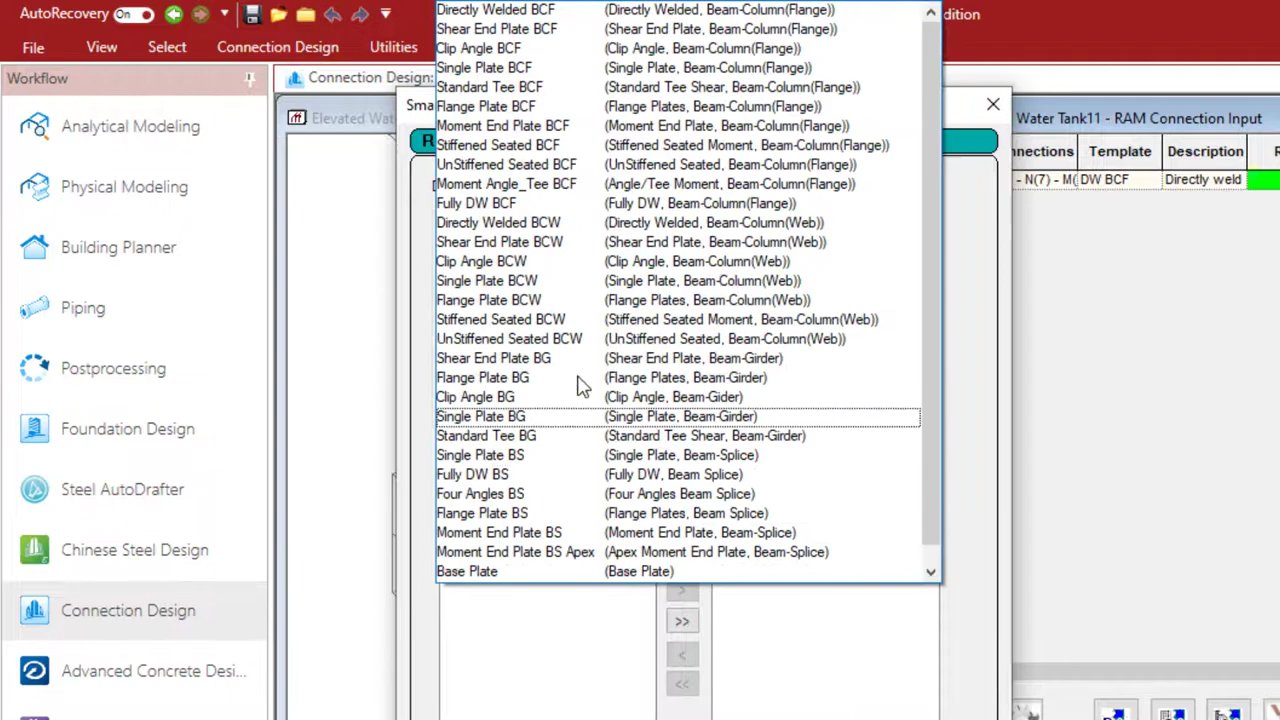 AutoRecovery On
dition
File View Select Connection Design Utilities
Workflow
Connection Design:
Analytical Modeling
Physical Modeling
Building Planner
Piping
Postprocessing
Foundation Design
Steel AutoDrafter
Chinese Steel Design
Connection Design
Advanced Concrete Desi...
Elevated Wat
Sma
R
Directly Welded BCF (Directly Welded, Beam-Column(Flange))
Shear End Plate BCF (Shear End Plate, Beam-Column(Flange))
Clip Angle BCF (Clip Angle, Beam-Column(Flange))
Single Plate BCF (Single Plate, Beam-Column(Flange))
Standard Tee BCF (Standard Tee Shear, Beam-Column(Flange))
Flange Plate BCF (Flange Plates, Beam-Column(Flange))
Moment End Plate BCF (Moment End Plate, Beam-Column(Flange))
Stiffened Seated BCF (Stiffened Seated Moment, Beam-Column(Flange))
UnStiffened Seated BCF (UnStiffened Seated, Beam-Column(Flange))
Moment Angle_Tee BCF (Angle/Tee Moment, Beam-Column(Flange))
Fully DW BCF (Fully DW, Beam-Column(Flange))
Directly Welded BCW (Directly Welded, Beam-Column(Web))
Shear End Plate BCW (Shear End Plate, Beam-Column(Web))
Clip Angle BCW (Clip Angle, Beam-Column(Web))
Single Plate BCW (Single Plate, Beam-Column(Web))
Flange Plate BCW (Flange Plates, Beam-Column(Web))
Stiffened Seated BCW (Stiffened Seated Moment, Beam-Column(Web))
UnStiffened Seated BCW (UnStiffened Seated, Beam-Column(Web))
Shear End Plate BG (Shear End Plate, Beam-Girder)
Flange Plate BG (Flange Plates, Beam-Girder)
Clip Angle BG (Clip Angle, Beam-Gider)
Single Plate BG (Single Plate, Beam-Girder)
Standard Tee BG (Standard Tee Shear, Beam-Girder)
Single Plate BS (Single Plate, Beam-Splice)
Fully DW BS (Fully DW, Beam Splice)
Four Angles BS (Four Angles Beam Splice)
Flange Plate BS (Flange Plates, Beam Splice)
Moment End Plate BS (Moment End Plate, Beam-Splice)
Moment End Plate BS Apex (Apex Moment End Plate, Beam-Splice)
Base Plate (Base Plate)
>
>>
<
<<
Water Tank11 - RAM Connection Input
nnections Template Description R
- N(7) - M( DW BCF Directly weld